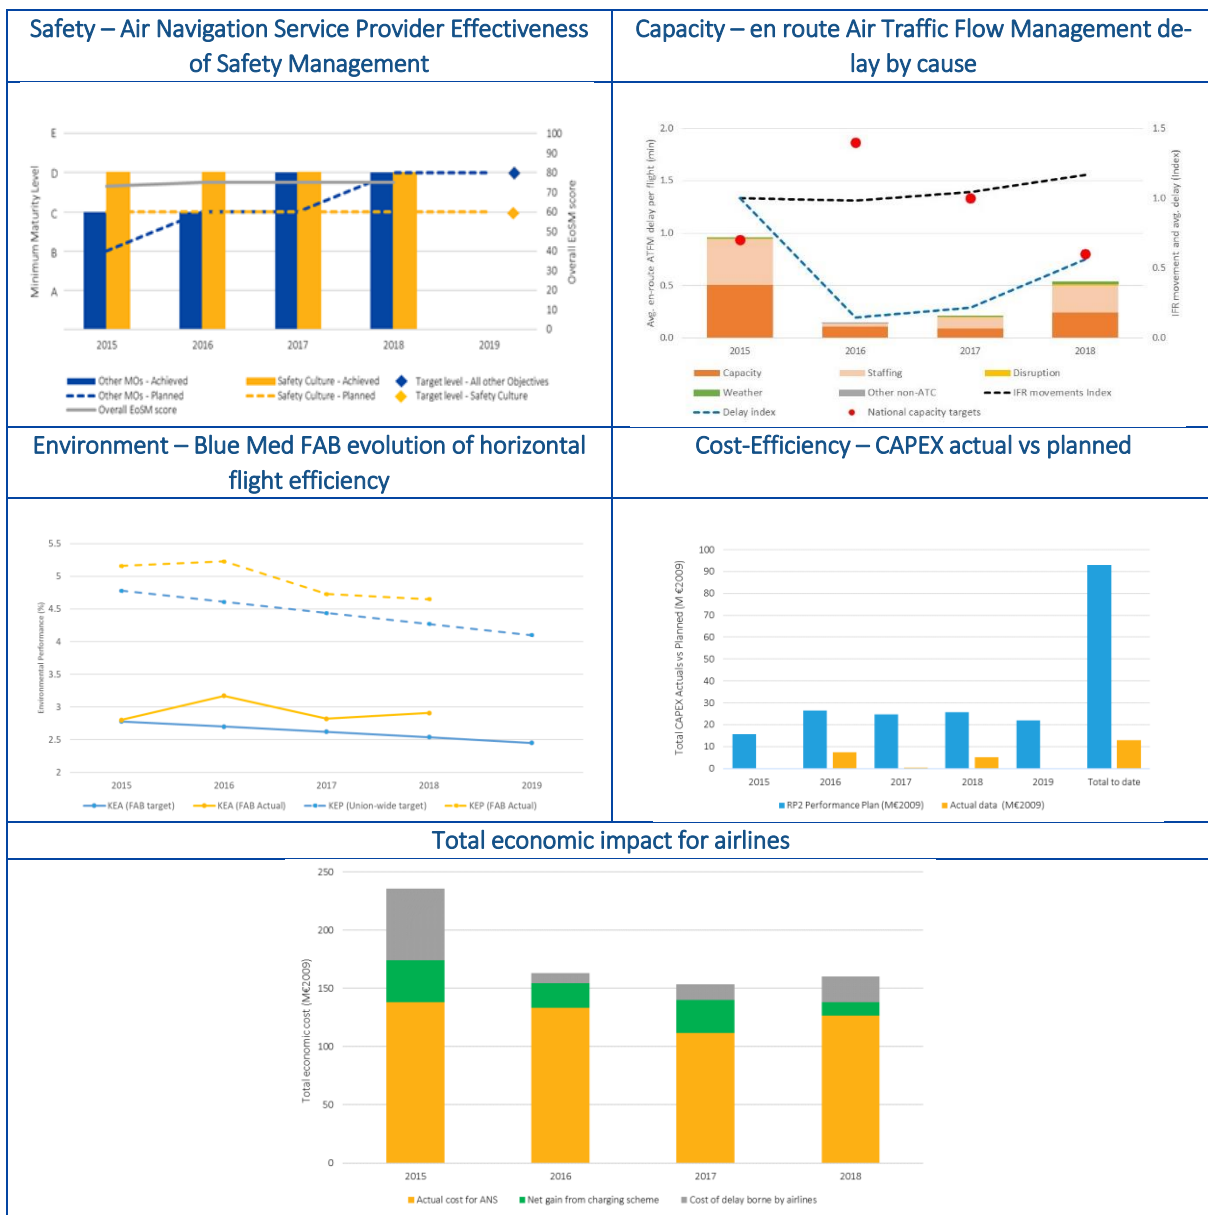 Safety – Air Navigation Service Provider Effectiveness
of Safety Management
Capacity – en route Air Traffic Flow Management de-
lay by cause
Minimum Maturity Level
E
D
C
B
A
100
90
80
70
60
50
40
30
20
10
0
Overall EoSM score
2015 2016 2017 2018 2019
Other MOs - Achieved Safety Culture - Achieved Target level - All other Objectives
Other MOs - Planned Safety Culture - Planned Target level - Safety Culture
Overall EoSM score
Avg. en-route ATFM delay per flight (min)
2.0
1.5
1.0
0.5
0.0
1.5
1.0
0.5
0.0
IFR movement and avg. delay (Index)
2015 2016 2017 2018
Capacity Staffing Disruption
Weather Other non-ATC IFR movements Index
Delay index National capacity targets
Environment – Blue Med FAB evolution of horizontal
flight efficiency
Cost-Efficiency – CAPEX actual vs planned
Environmental Performance (%)
5.5
5
4.5
4
3.5
3
2.5
2
2015 2016 2017 2018 2019
KEA (FAB target) KEA (FAB Actual) KEP (Union-wide target) KEP (FAB Actual)
Total CAPEX Actuals vs Planned (M €2009)
100
90
80
70
60
50
40
30
20
10
0
2015 2016 2017 2018 2019 Total to date
RP2 Performance Plan (M€2009) Actual data (M€2009)
Total economic impact for airlines
Total economic cost (M€2009)
250
200
150
100
50
0
2015 2016 2017 2018
Actual cost for ANS Net gain from charging scheme Cost of delay borne by airlines